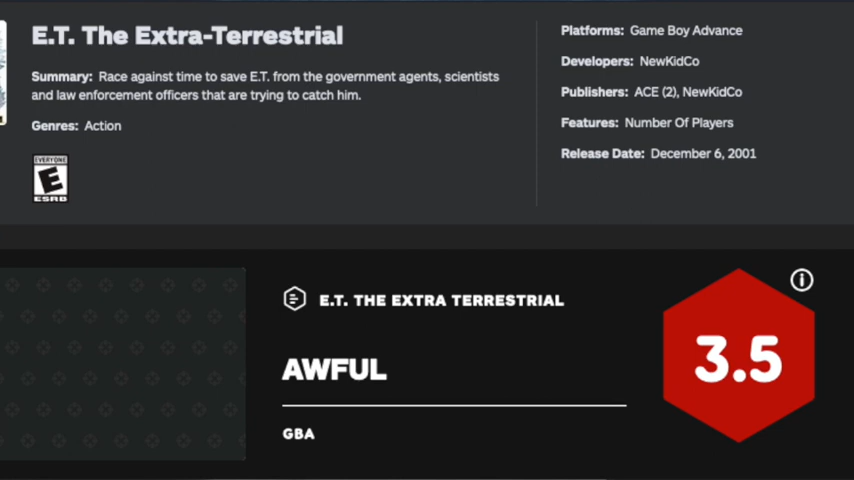 E.T. The Extra-Terrestrial
Summary: Race against time to save E.T. from the government agents, scientists
and law enforcement officers that are trying to catch him.
Genres: Action
EVERYONE
E
ESRB
Platforms: Game Boy Advance
Developers: NewKidCo
Publishers: ACE (2), NewKidCo
Features: Number Of Players
Release Date: December 6, 2001
E.T. THE EXTRA TERRESTRIAL
AWFUL
GBA
3.5